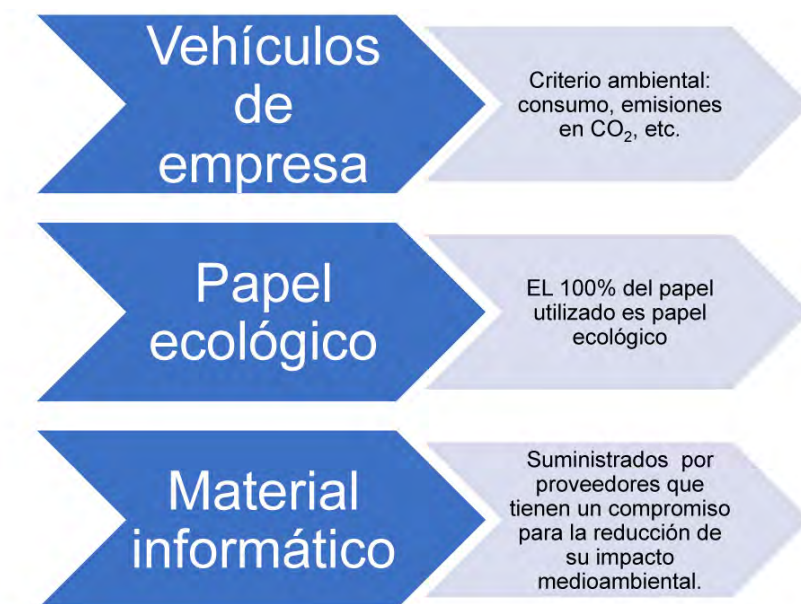 Vehículos
de
empresa
Criterio ambiental:
consumo, emisiones
en CO₂, etc.
Papel
ecológico
EL 100% del papel
utilizado es papel
ecológico
Material
informático
Suministrados por
proveedores que
tienen un compromiso
para la reducción de
su impacto
medioambiental.